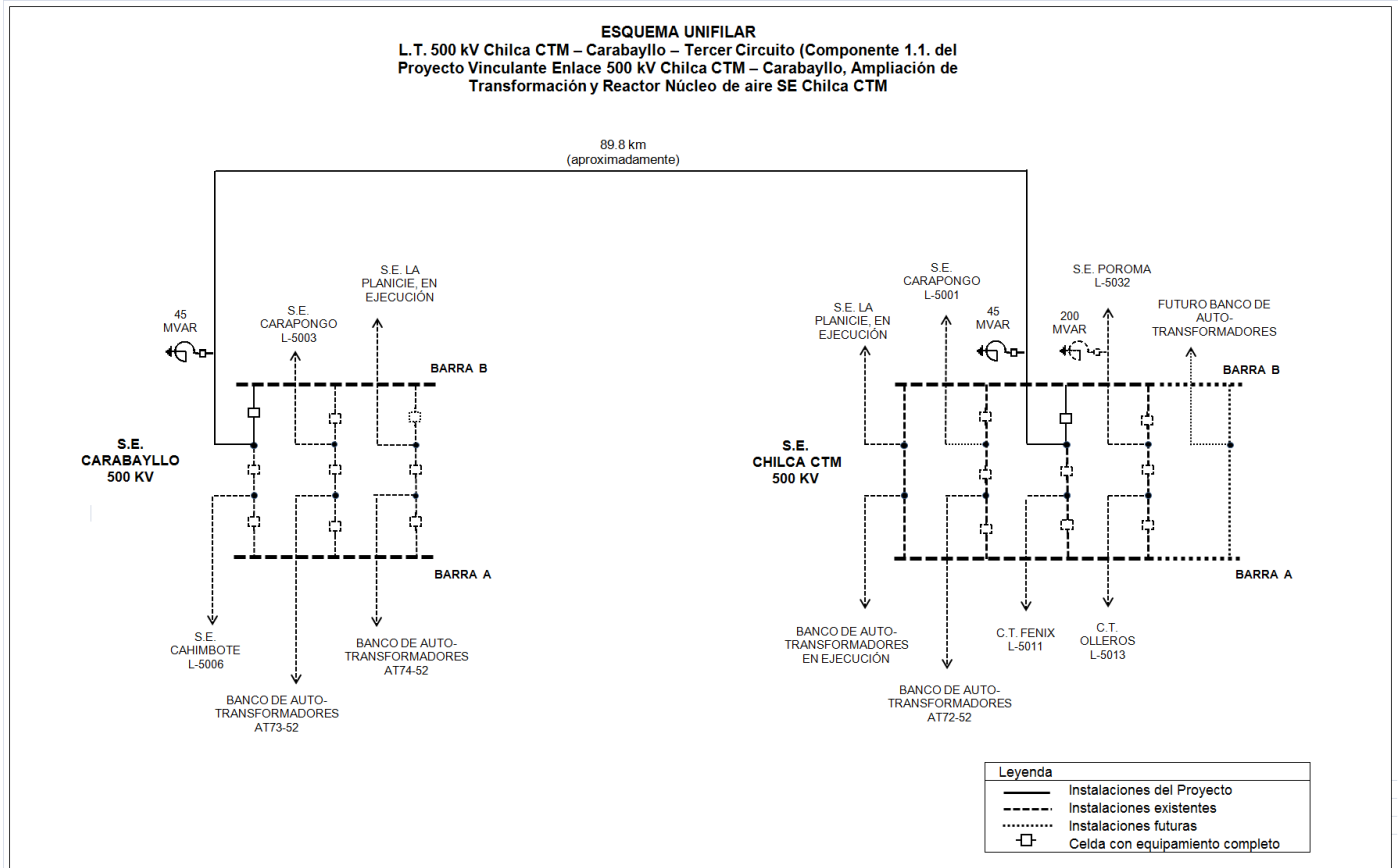 ESQUEMA UNIFILAR
L.T. 500 kV Chilca CTM – Carabayllo – Tercer Circuito (Componente 1.1. del
Proyecto Vinculante Enlace 500 kV Chilca CTM – Carabayllo, Ampliación de
Transformación y Reactor Núcleo de aire SE Chilca CTM
89.8 km
(aproximadamente)
45
MVAR
S.E.
CARAPONGO
L-5003
S.E. LA
PLANICIE, EN
EJECUCIÓN
BARRA B
S.E.
CARABAYLLO
500 KV
BARRA A
S.E.
CAHIMBOTE
L-5006
BANCO DE AUTO-
TRANSFORMADORES
AT73-52
BANCO DE AUTO-
TRANSFORMADORES
AT74-52
S.E. LA
PLANICIE, EN
EJECUCIÓN
S.E.
CARAPONGO
L-5001
45
MVAR
200
MVAR
S.E. POROMA
L-5032
FUTURO BANCO DE
AUTO-
TRANSFORMADORES
BARRA B
S.E.
CHILCA CTM
500 KV
BARRA A
BANCO DE AUTO-
TRANSFORMADORES
EN EJECUCIÓN
BANCO DE AUTO-
TRANSFORMADORES
AT72-52
C.T. FENIX
L-5011
C.T.
OLLEROS
L-5013
Leyenda
Instalaciones del Proyecto
Instalaciones existentes
Instalaciones futuras
Celda con equipamiento completo